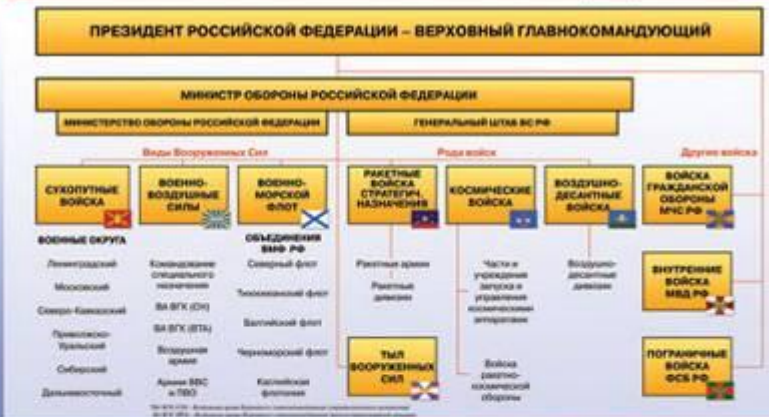 ПРЕЗИДЕНТ РОССИЙСКОЙ ФЕДЕРАЦИИ – ВЕРХОВНЫЙ ГЛАВНОКОМАНДУЮЩИЙ
МИНИСТР ОБОРОНЫ РОССИЙСКОЙ ФЕДЕРАЦИИ
МИНИСТЕРСТВО ОБОРОНЫ РОССИЙСКОЙ ФЕДЕРАЦИИ
ГЕНЕРАЛЬНЫЙ ШТАБ ВС РФ
Виды Вооруженных Сил
Рода войск
Другие войска
СУХОПУТНЫЕ
ВОЙСКА
ВОЕННЫЕ ОКРУГА
Ленинградский
Московский
Северо-Кавказский
Приволжско-
Уральский
Сибирский
Дальневосточный
ВОЕННО-
ВОЗДУШНЫЕ
СИЛЫ
Командование
специального
назначения
ВА ВГК (СН)
ВА ВГК (ВТА)
Воздушная
армия
Армии ВВС
и ПВО
ВОЕННО-
МОРСКОЙ
ФЛОТ
ОБЪЕДИНЕНИЯ
ВМФ РФ
Северный флот
Тихоокеанский флот
Балтийский флот
Черноморский флот
Каспийская
флотилия
РАКЕТНЫЕ
ВОЙСКА
СТРАТЕГИЧ.
НАЗНАЧЕНИЯ
Ракетные армии
Ракетные
дивизии
ТЫЛ
ВООРУЖЕННЫХ
СИЛ
КОСМИЧЕСКИЕ
ВОЙСКА
Части и
учреждения
запуска и
управления
космическими
аппаратами
Войска
ракетно-
космической
обороны
ВОЗДУШНО-
ДЕСАНТНЫЕ
ВОЙСКА
Воздушно-
десантные
дивизии
ВОЙСКА
ГРАЖДАНСКОЙ
ОБОРОНЫ
МЧС РФ
ВНУТРЕННИЕ
ВОЙСКА
МВД РФ
ПОГРАНИЧНЫЕ
ВОЙСКА
ФСБ РФ